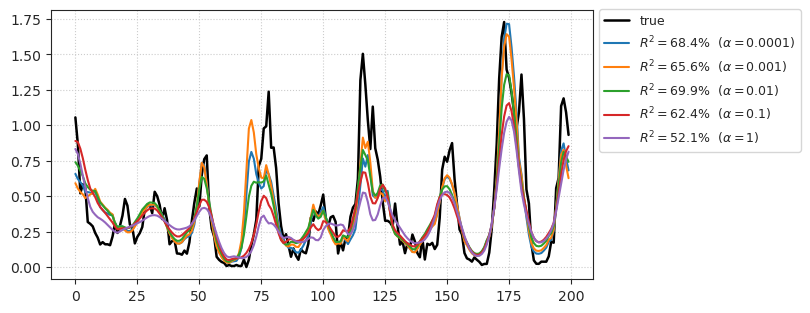 true
R² = 68.4% (α = 0.0001)
R² = 65.6% (α = 0.001)
R² = 69.9% (α = 0.01)
R² = 62.4% (α = 0.1)
R² = 52.1% (α = 1)
1.75
1.50
1.25
1.00
0.75
0.50
0.25
0.00
0 25 50 75 100 125 150 175 200